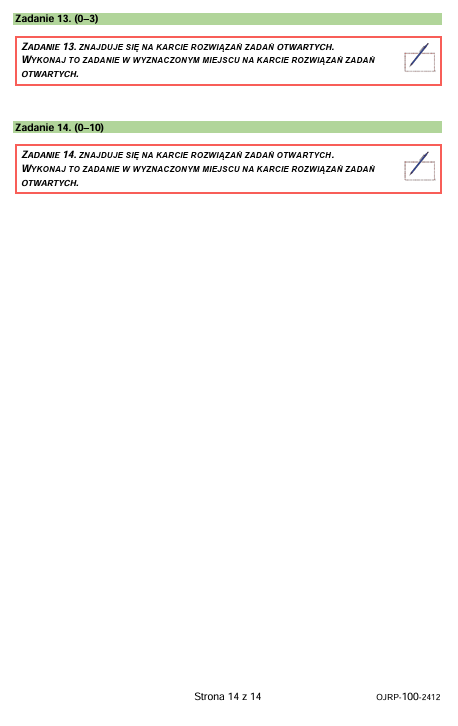 Zadanie 13. (0–3)
ZADANIE 13. ZNAJDUJE SIĘ NA KARCIE ROZWIĄZAŃ ZADAŃ OTWARTYCH.
WYKONAJ TO ZADANIE W WYZNACZONYM MIEJSCU NA KARCIE ROZWIĄZAŃ ZADAŃ
OTWARTYCH.
Zadanie 14. (0–10)
ZADANIE 14. ZNAJDUJE SIĘ NA KARCIE ROZWIĄZAŃ ZADAŃ OTWARTYCH.
WYKONAJ TO ZADANIE W WYZNACZONYM MIEJSCU NA KARCIE ROZWIĄZAŃ ZADAŃ
OTWARTYCH.
Strona 14 z 14
OJRP-100-2412